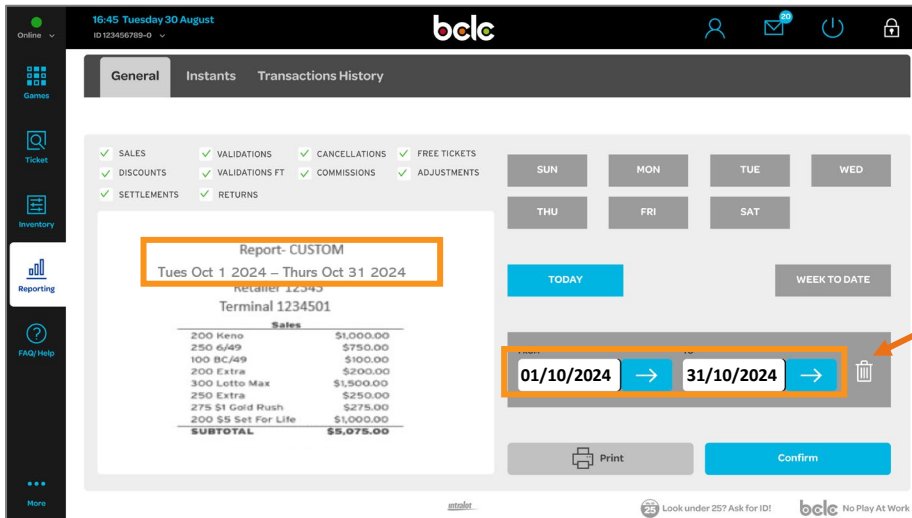 Online
16:45 Tuesday 30 August
ID 123456789-0
bclc
20
Games
Ticket
Inventory
Reporting
FAQ/ Help
More
General Instants Transactions History
SALES VALIDATIONS CANCELLATIONS FREE TICKETS
DISCOUNTS VALIDATIONS FT COMMISSIONS ADJUSTMENTS
SETTLEMENTS RETURNS
Report- CUSTOM
Tues Oct 1 2024 – Thurs Oct 31 2024
Retailer 12345
Terminal 1234501
Sales
200 Keno $1,000.00
250 6/49 $750.00
100 BC/49 $100.00
200 Extra $200.00
300 Lotto Max $1,500.00
250 Extra $250.00
275 $1 Gold Rush $275.00
200 $5 Set For Life $1,000.00
SUBTOTAL $5,075.00
SUN MON TUE WED
THU FRI SAT
TODAY WEEK TO DATE
FROM TO
01/10/2024 31/10/2024
Print Confirm
intralot
25 Look under 25? Ask for ID! bclc No Play At Work